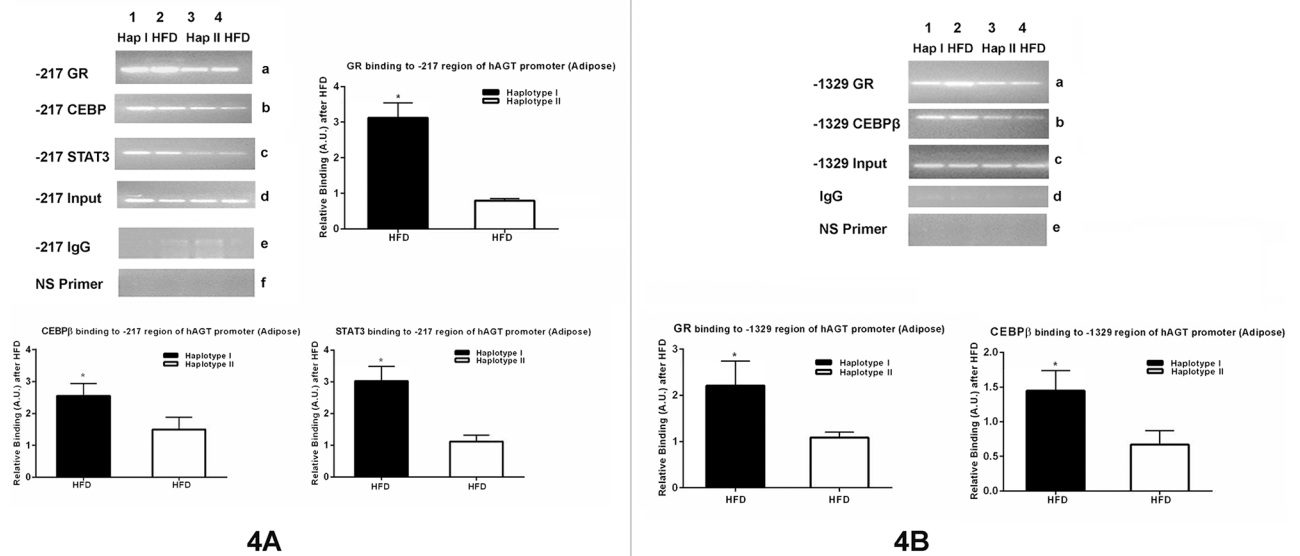 1 2 3 4
Hap I HFD Hap II HFD
-217 GR a
-217 CEBP b
-217 STAT3 c
-217 Input d
-217 IgG e
NS Primer f
GR binding to -217 region of hAGT promoter (Adipose)
Relative Binding (A.U.) after HFD
4
3
2
1
0
*
Haplotype I
Haplotype II
HFD HFD
CEBPβ binding to -217 region of hAGT promoter (Adipose)
Relative Binding (A.U.) after HFD
4
3
2
1
0
*
Haplotype I
Haplotype II
HFD HFD
STAT3 binding to -217 region of hAGT promoter (Adipose)
Relative Binding (A.U.) after HFD
4
3
2
1
0
*
Haplotype I
Haplotype II
HFD HFD
4A
1 2 3 4
Hap I HFD Hap II HFD
-1329 GR a
-1329 CEBPβ b
-1329 Input c
IgG d
NS Primer e
GR binding to -1329 region of hAGT promoter (Adipose)
Relative Binding (A.U.) after HFD
3
2
1
0
*
Haplotype I
Haplotype II
HFD HFD
CEBPβ binding to -1329 region of hAGT promoter (Adipose)
Relative Binding (A.U.) after HFD
2.0
1.5
1.0
0.5
0.0
*
Haplotype I
Haplotype II
HFD HFD
4B